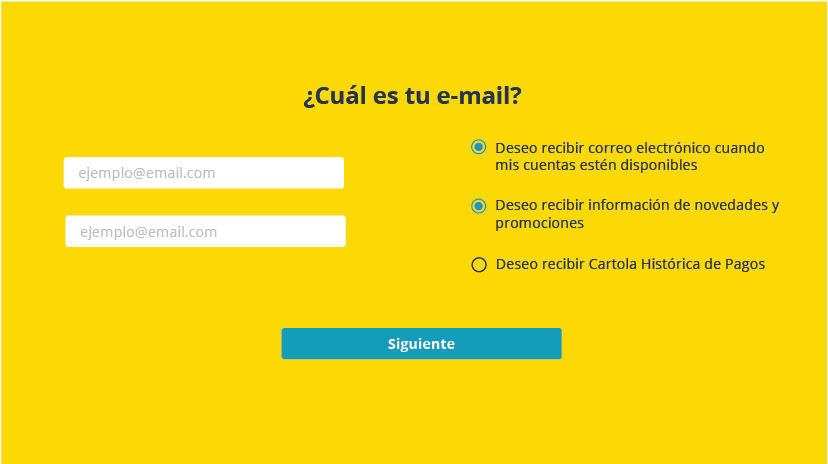 ¿Cuál es tu e-mail?
ejemplo@email.com
ejemplo@email.com
Deseo recibir correo electrónico cuando
mis cuentas estén disponibles
Deseo recibir información de novedades y
promociones
Deseo recibir Cartola Histórica de Pagos
Siguiente